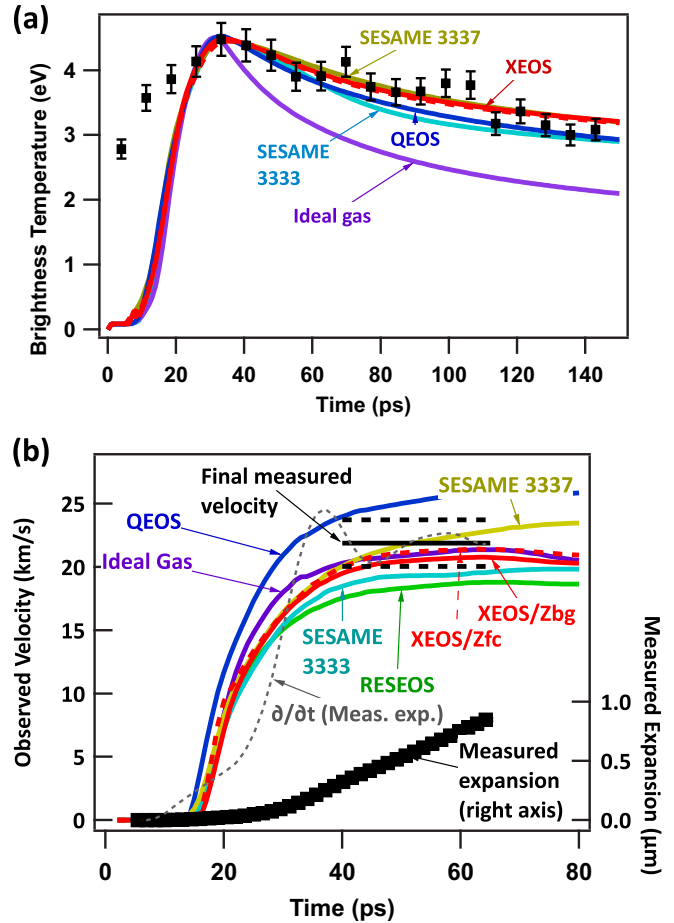 (a)
Brightness Temperature (eV)
4
3
2
1
0
SESAME 3337
XEOS
QEOS
SESAME
3333
Ideal gas
0 20 40 60 80 100 120 140
Time (ps)
(b)
Observed Velocity (km/s)
25
20
15
10
5
0
Final measured
velocity
SESAME 3337
QEOS
Ideal Gas
XEOS/Zbg
XEOS/Zfc
SESAME
3333
RESEOS
∂/∂t (Meas. exp.)
Measured
expansion
(right axis)
1.0
0.5
0.0
Measured Expansion (μm)
0 20 40 60 80
Time (ps)